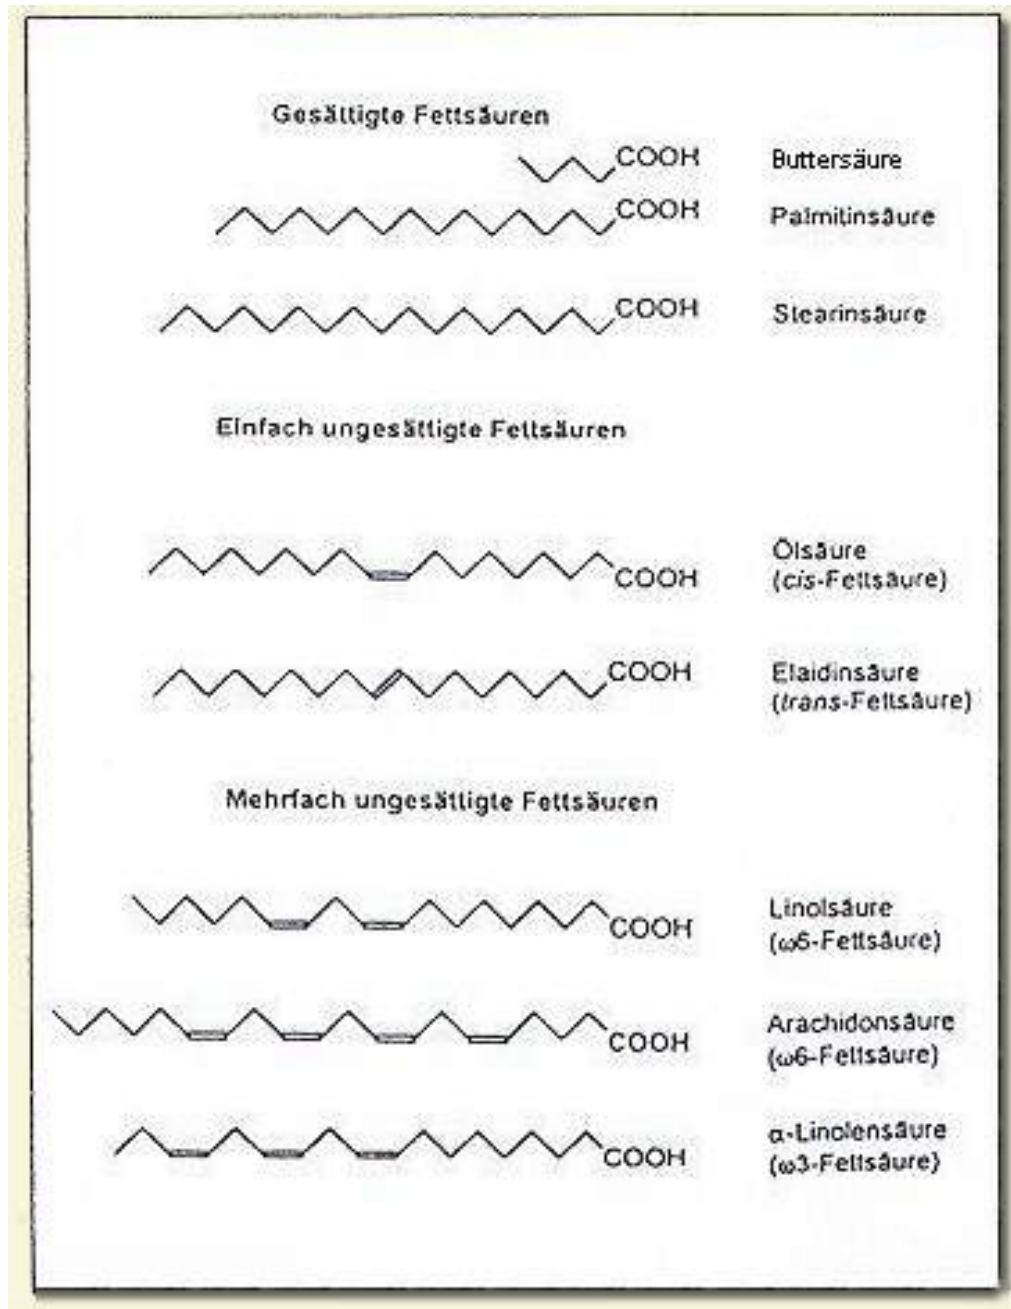 Gesättigte Fettsäuren
COOH Buttersäure
COOH Palmitinsäure
COOH Stearinsäure
Einfach ungesättigte Fettsäuren
COOH Ölsäure
(cis-Fettsäure)
COOH Elaidinsäure
(trans-Fettsäure)
Mehrfach ungesättigte Fettsäuren
COOH Linolsäure
(ω6-Fettsäure)
COOH Arachidonsäure
(ω6-Fettsäure)
COOH α-Linolensäure
(ω3-Fettsäure)